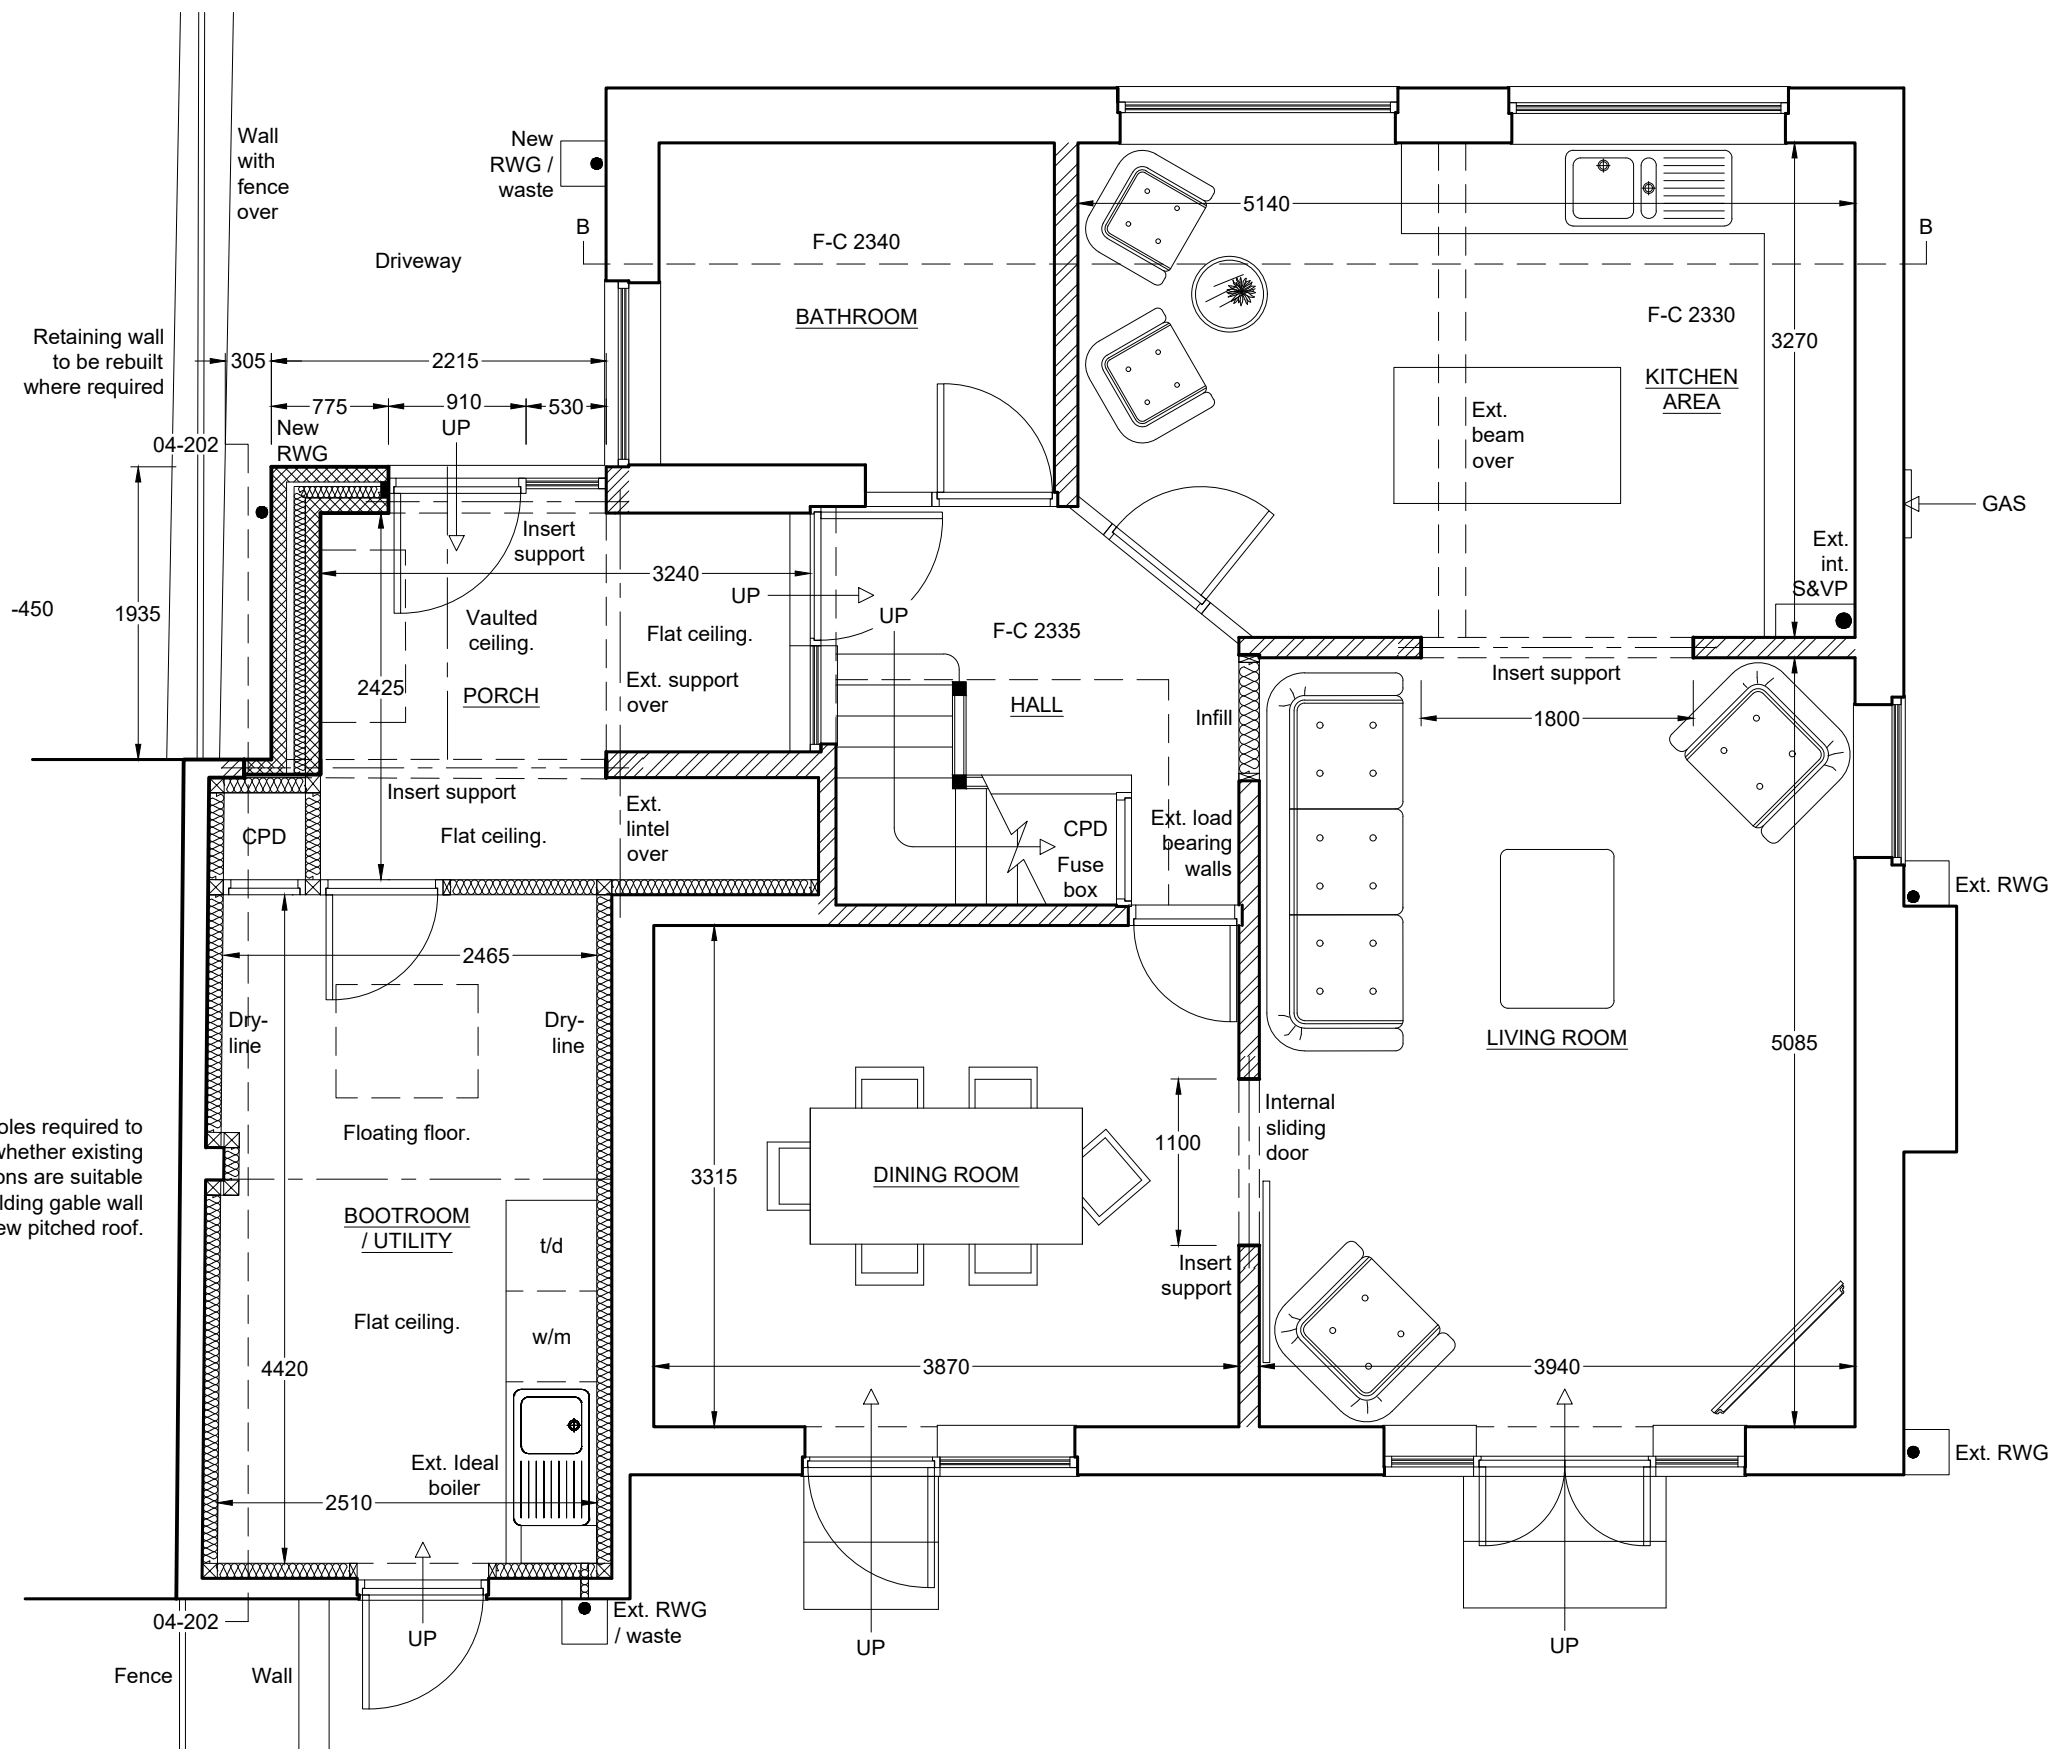 Wall
with
fence
over
New
RWG /
waste
B
B
Driveway
F-C 2340
BATHROOM
5140
F-C 2330
3270
KITCHEN
AREA
Ext.
beam
over
GAS
Ext.
int.
S&VP
Retaining wall
to be rebuilt
where required
305
2215
775
910
530
UP
New
RWG
04-202
1935
-450
Insert
support
3240
Vaulted
ceiling.
Flat ceiling.
UP
UP
F-C 2335
2425
PORCH
Ext. support
over
HALL
Infill
Insert support
1800
Insert support
CPD
Flat ceiling.
Ext.
lintel
over
CPD
Fuse
box
Ext. load
bearing
walls
Ext. RWG
2465
Dry-
line
Dry-
line
LIVING ROOM
5085
Floating floor.
oles required to
whether existing
ons are suitable
lding gable wall
ew pitched roof.
BOOTROOM
/ UTILITY
t/d
w/m
Flat ceiling.
4420
3315
DINING ROOM
1100
Internal
sliding
door
Insert
support
3870
3940
Ext. Ideal
boiler
2510
Ext. RWG
04-202
UP
Ext. RWG
/ waste
UP
UP
Fence
Wall